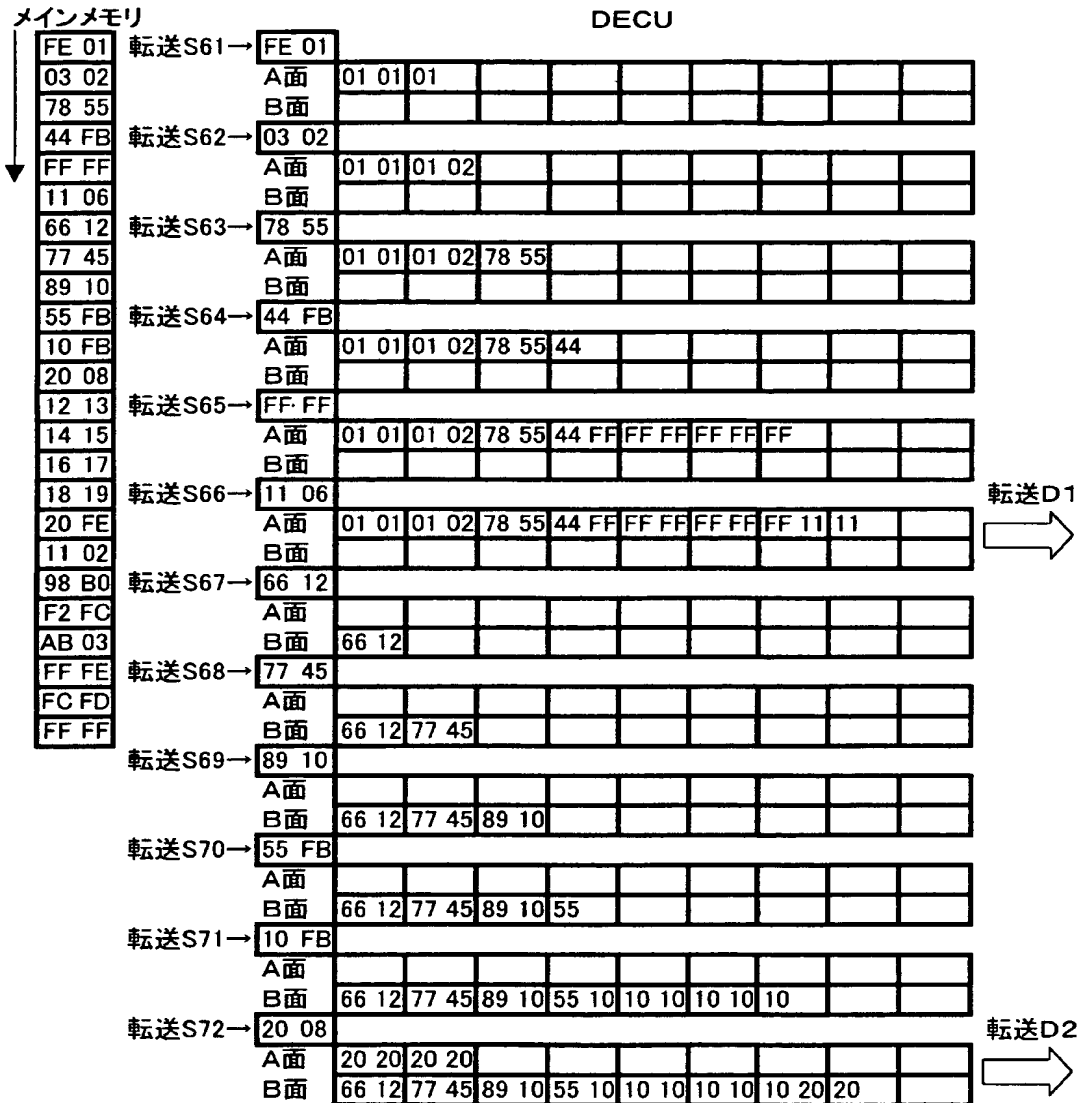 メインメモリ DECU
FE 01 転送S61→ FE 01
03 02 A面 01 01 01
78 55 B面
44 FB 転送S62→ 03 02
FF FF A面 01 01 01 02
11 06 B面
66 12 転送S63→ 78 55
77 45 A面 01 01 01 02 78 55
89 10 B面
55 FB 転送S64→ 44 FB
10 FB A面 01 01 01 02 78 55 44
20 08 B面
12 13 転送S65→ FF FF
14 15 A面 01 01 01 02 78 55 44 FF FF FF FF FF FF
16 17 B面
18 19 転送S66→ 11 06 転送D1
20 FE A面 01 01 01 02 78 55 44 FF FF FF FF FF FF 11 11
11 02 B面
98 B0 転送S67→ 66 12
F2 FC A面
AB 03 B面 66 12
FF FE 転送S68→ 77 45
FC FD A面
FF FF B面 66 12 77 45
転送S69→ 89 10
A面
B面 66 12 77 45 89 10
転送S70→ 55 FB
A面
B面 66 12 77 45 89 10 55
転送S71→ 10 FB
A面
B面 66 12 77 45 89 10 55 10 10 10 10 10 10
転送S72→ 20 08 転送D2
A面 20 20 20 20
B面 66 12 77 45 89 10 55 10 10 10 10 10 10 20 20